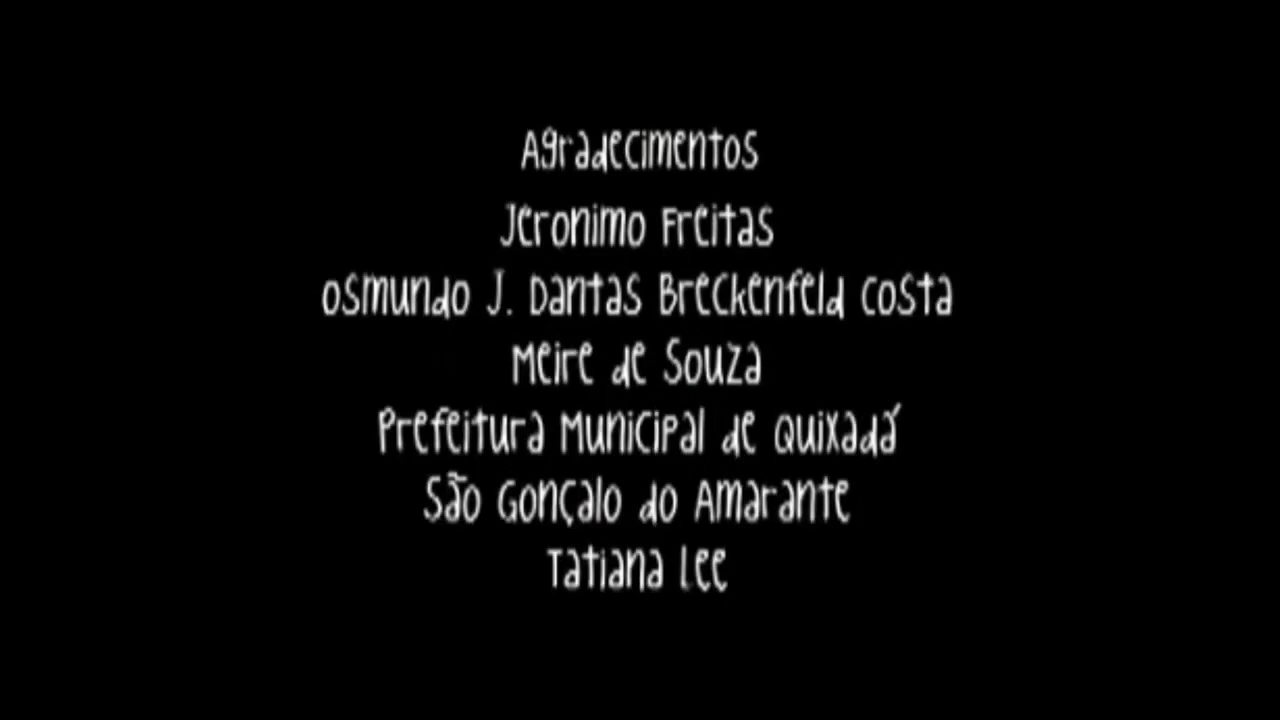 Agradecimentos
Jeronimo Freitas
Osmundo J. Dantas Breckenfeld Costa
Meire de Souza
Prefeitura Municipal de Quixadá
São Gonçalo do Amarante
Tatiana Lee